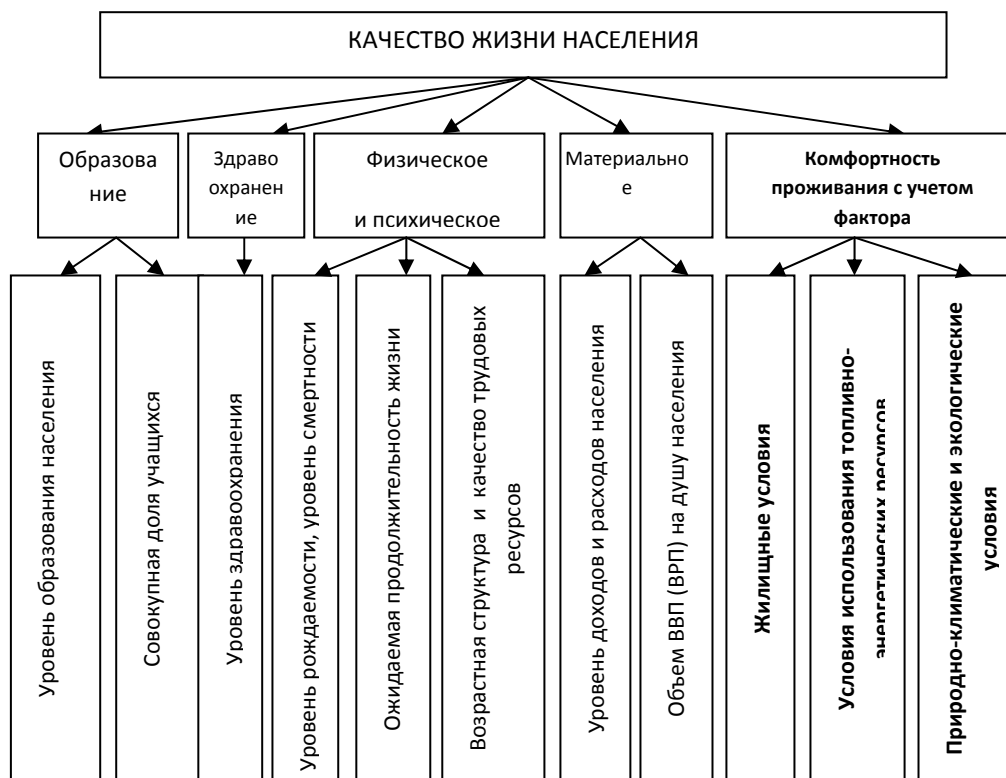 КАЧЕСТВО ЖИЗНИ НАСЕЛЕНИЯ
Образова
ние
Здраво
охранен
ие
Физическое
и психическое
Материально
е
Комфортность
проживания с учетом
фактора
Уровень образования населения
Совокупная доля учащихся
Уровень здравоохранения
Уровень рождаемости, уровень смертности
Ожидаемая продолжительность жизни
Возрастная структура и качество трудовых
ресурсов
Уровень доходов и расходов населения
Объем ВВП (ВРП) на душу населения
Жилищные условия
Условия использования топливно-
энергетических ресурсов
Природно-климатические и экологические
условия